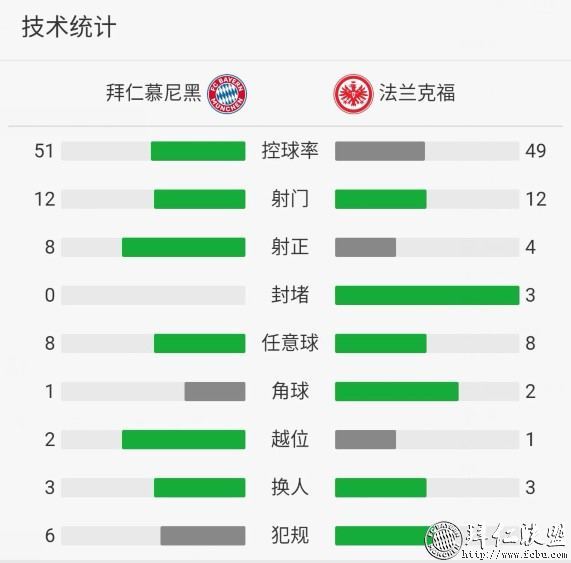 技术统计
拜仁慕尼黑 法兰克福
51 控球率 49
12 射门 12
8 射正 4
0 封堵 3
8 任意球 8
1 角球 2
2 越位 1
3 换人 3
6 犯规
拜仁联盟
http://www.fcbu.com